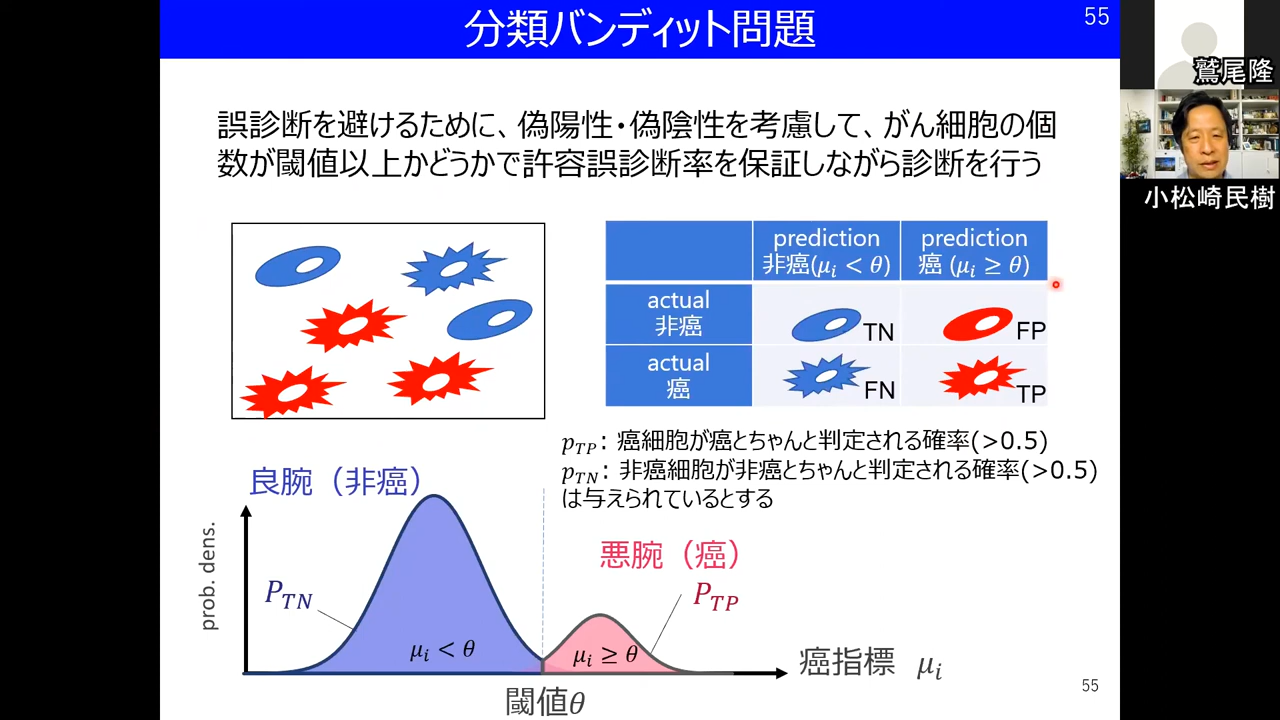 分類バンディット問題
55
鷲尾隆
小松崎民樹
誤診断を避けるために、偽陽性・偽陰性を考慮して、がん細胞の個
数が閾値以上かどうかで許容誤診断率を保証しながら診断を行う
prediction
非癌(μᵢ < θ)
prediction
癌 (μᵢ ≥ θ)
actual
非癌
TN
FP
actual
癌
FN
TP
p_TP: 癌細胞が癌とちゃんと判定される確率(>0.5)
p_TN: 非癌細胞が非癌とちゃんと判定される確率(>0.5)
は与えられているとする
良腕（非癌）
悪腕（癌）
prob. dens.
P_TN
P_TP
μᵢ < θ
μᵢ ≥ θ
癌指標 μᵢ
閾値θ
55